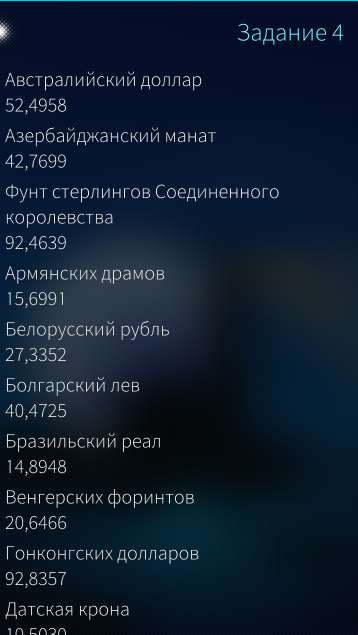 Задание 4
Австралийский доллар
52,4958
Азербайджанский манат
42,7699
Фунт стерлингов Соединенного
королевства
92,4639
Армянских драмов
15,6991
Белорусский рубль
27,3352
Болгарский лев
40,4725
Бразильский реал
14,8948
Венгерских форинтов
20,6466
Гонконгских долларов
92,8357
Датская крона
10,5030